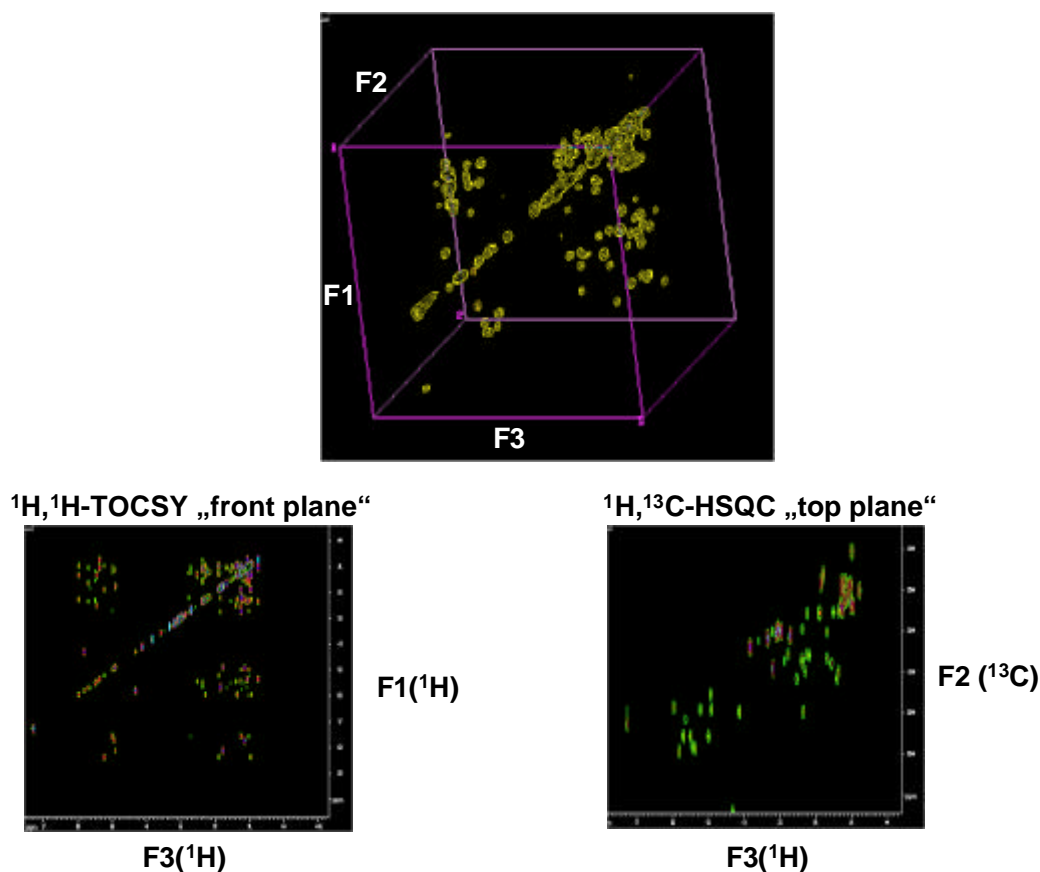 F2
F1
F3
¹H,¹H-TOCSY „front plane“
¹H,¹³C-HSQC „top plane“
F1(¹H)
F2 (¹³C)
F3(¹H)
F3(¹H)